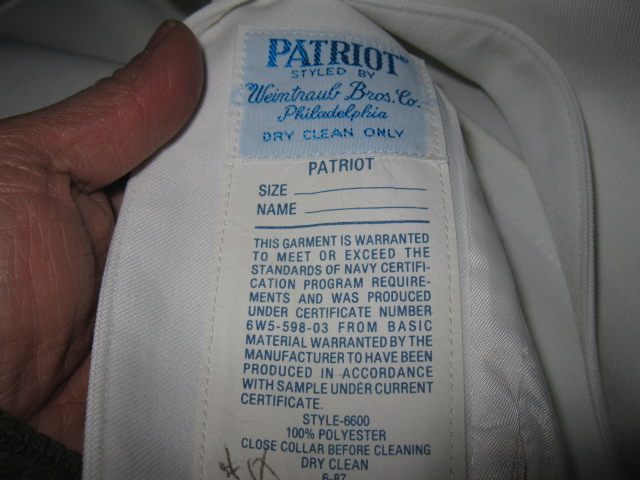 PATRIOT®
STYLED BY
Weintraub Bros. Co.
Philadelphia
DRY CLEAN ONLY
PATRIOT
SIZE
NAME
THIS GARMENT IS WARRANTED
TO MEET OR EXCEED THE
STANDARDS OF NAVY CERTIFI-
CATION PROGRAM REQUIRE-
MENTS AND WAS PRODUCED
UNDER CERTIFICATE NUMBER
6W5-598-03 FROM BASIC
MATERIAL WARRANTED BY THE
MANUFACTURER TO HAVE BEEN
PRODUCED IN ACCORDANCE
WITH SAMPLE UNDER CURRENT
CERTIFICATE.
STYLE-6600
100% POLYESTER
CLOSE COLLAR BEFORE CLEANING
DRY CLEAN
6-87